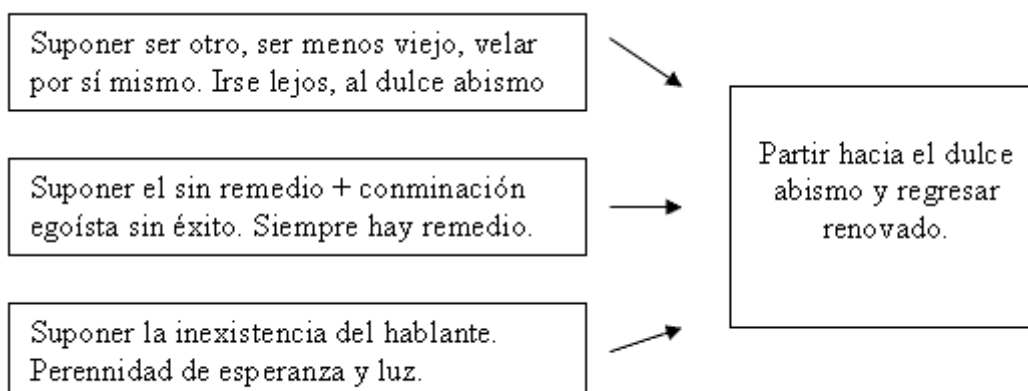 Suponer ser otro, ser menos viejo, velar
por sí mismo. Irse lejos, al dulce abismo
Suponer el sin remedio + conminación
egoísta sin éxito. Siempre hay remedio.
Suponer la inexistencia del hablante.
Perennidad de esperanza y luz.
Partir hacia el dulce
abismo y regresar
renovado.